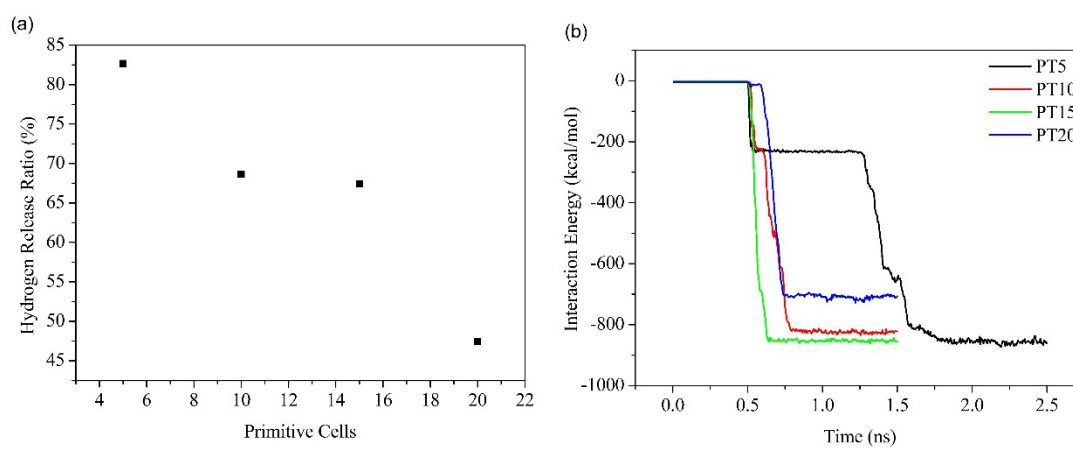 (a)
85
80
75
70
65
60
55
50
45
Hydrogen Release Ratio (%)
4 6 8 10 12 14 16 18 20 22
Primitive Cells
(b)
PT5
PT10
PT15
PT20
0
-200
-400
-600
-800
-1000
Interaction Energy (kcal/mol)
0.0 0.5 1.0 1.5 2.0 2.5
Time (ns)